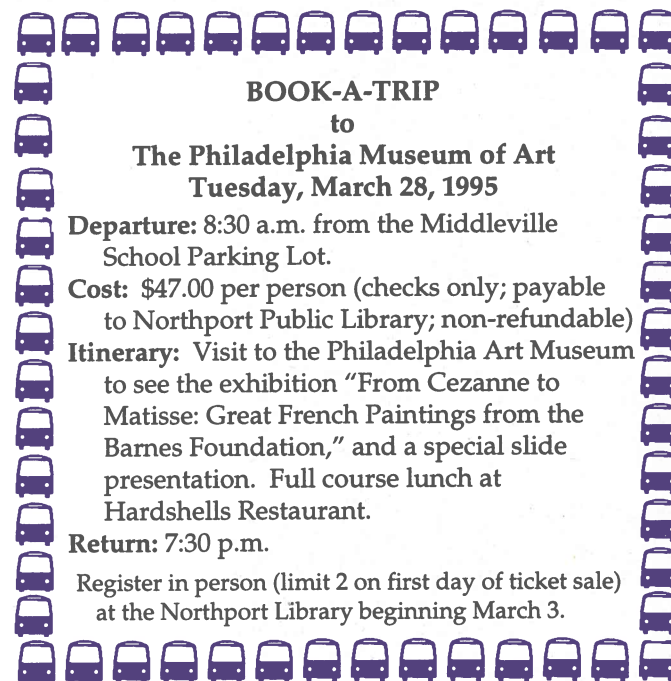 BOOK-A-TRIP
to
The Philadelphia Museum of Art
Tuesday, March 28, 1995
Departure: 8:30 a.m. from the Middleville
School Parking Lot.
Cost: $47.00 per person (checks only; payable
to Northport Public Library; non-refundable)
Itinerary: Visit to the Philadelphia Art Museum
to see the exhibition “From Cezanne to
Matisse: Great French Paintings from the
Barnes Foundation,” and a special slide
presentation. Full course lunch at
Hardshells Restaurant.
Return: 7:30 p.m.
Register in person (limit 2 on first day of ticket sale)
at the Northport Library beginning March 3.